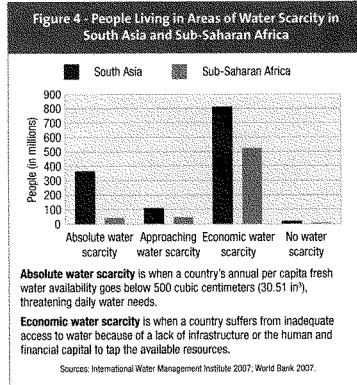 Figure 4 - People Living in Areas of Water Scarcity in
South Asia and Sub-Saharan Africa
South Asia
Sub-Saharan Africa
People (in millions)
900
800
700
600
500
400
300
200
100
0
Absolute water
scarcity
Approaching
water scarcity
Economic water
scarcity
No water
scarcity
Absolute water scarcity is when a country's annual per capita fresh
water availability goes below 500 cubic centimeters (30.51 in³),
threatening daily water needs.
Economic water scarcity is when a country suffers from inadequate
access to water because of a lack of infrastructure or the human and
financial capital to tap the available resources.
Sources: International Water Management Institute 2007; World Bank 2007.